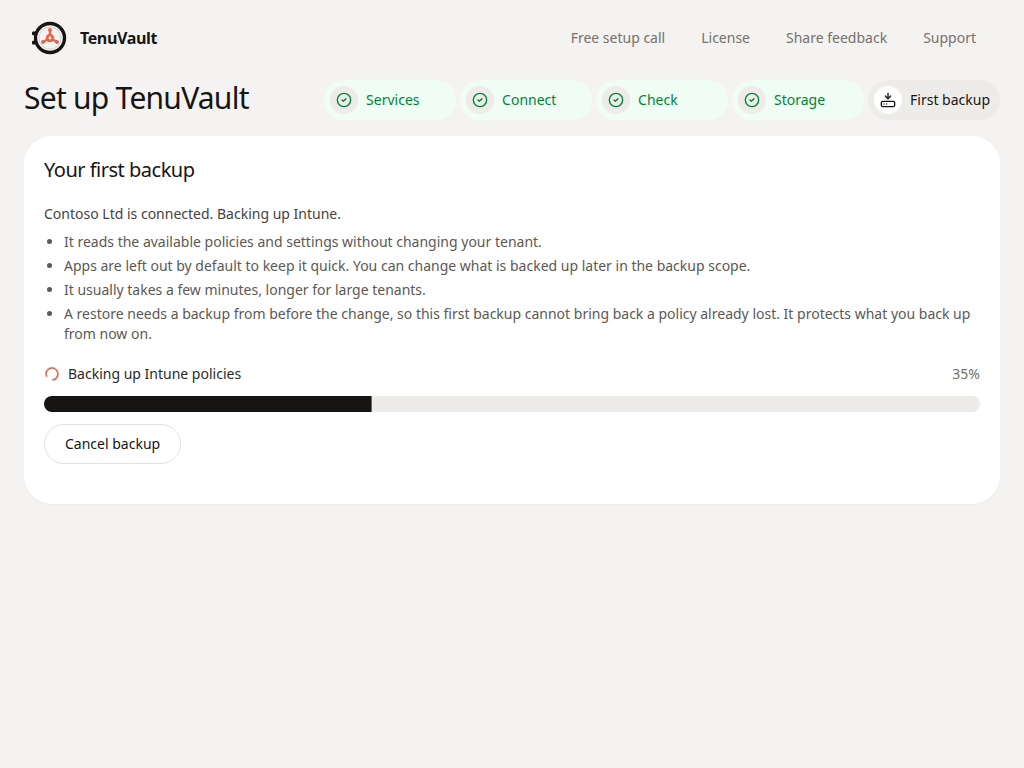 TenuVault
Free setup call
License
Share feedback
Support
Set up TenuVault
Services
Connect
Check
Storage
First backup
Your first backup
Contoso Ltd is connected. Backing up Intune.
It reads the available policies and settings without changing your tenant.
Apps are left out by default to keep it quick. You can change what is backed up later in the backup scope.
It usually takes a few minutes, longer for large tenants.
A restore needs a backup from before the change, so this first backup cannot bring back a policy already lost. It protects what you back up
from now on.
Backing up Intune policies
35%
Cancel backup